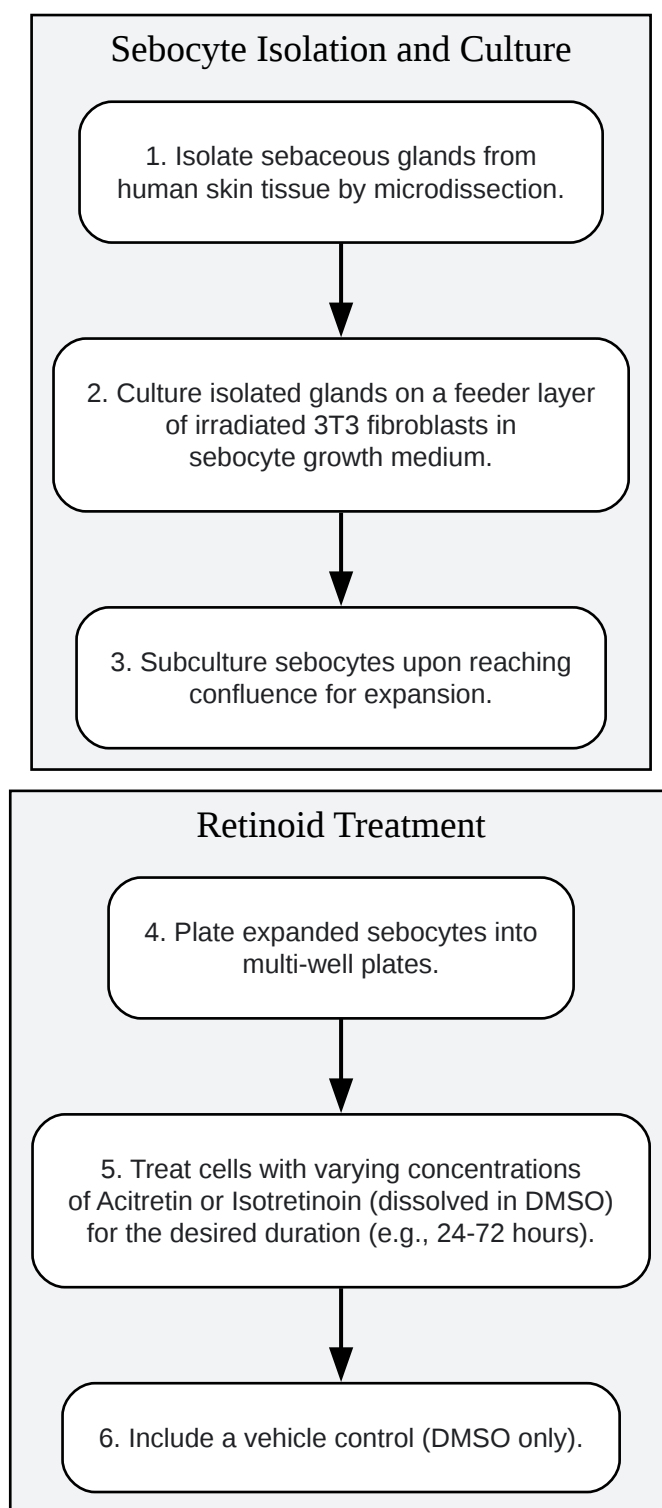 Sebocyte Isolation and Culture
1. Isolate sebaceous glands from
human skin tissue by microdissection.
2. Culture isolated glands on a feeder layer
of irradiated 3T3 fibroblasts in
sebocyte growth medium.
3. Subculture sebocytes upon reaching
confluence for expansion.
Retinoid Treatment
4. Plate expanded sebocytes into
multi-well plates.
5. Treat cells with varying concentrations
of Acitretin or Isotretinoin (dissolved in DMSO)
for the desired duration (e.g., 24-72 hours).
6. Include a vehicle control (DMSO only).